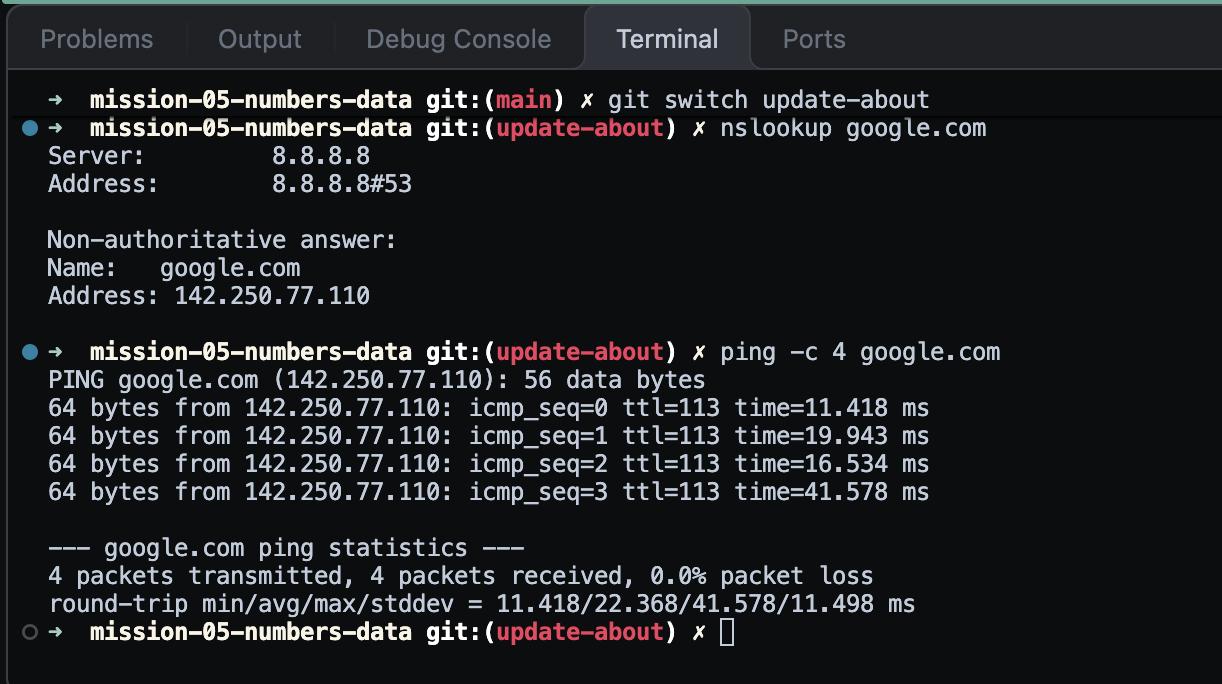 Problems Output Debug Console Terminal Ports
➜ mission-05-numbers-data git:(main) ✗ git switch update-about
➜ mission-05-numbers-data git:(update-about) ✗ nslookup google.com
Server: 8.8.8.8
Address: 8.8.8.8#53
Non-authoritative answer:
Name: google.com
Address: 142.250.77.110
➜ mission-05-numbers-data git:(update-about) ✗ ping -c 4 google.com
PING google.com (142.250.77.110): 56 data bytes
64 bytes from 142.250.77.110: icmp_seq=0 ttl=113 time=11.418 ms
64 bytes from 142.250.77.110: icmp_seq=1 ttl=113 time=19.943 ms
64 bytes from 142.250.77.110: icmp_seq=2 ttl=113 time=16.534 ms
64 bytes from 142.250.77.110: icmp_seq=3 ttl=113 time=41.578 ms
--- google.com ping statistics ---
4 packets transmitted, 4 packets received, 0.0% packet loss
round-trip min/avg/max/stddev = 11.418/22.368/41.578/11.498 ms
➜ mission-05-numbers-data git:(update-about) ✗